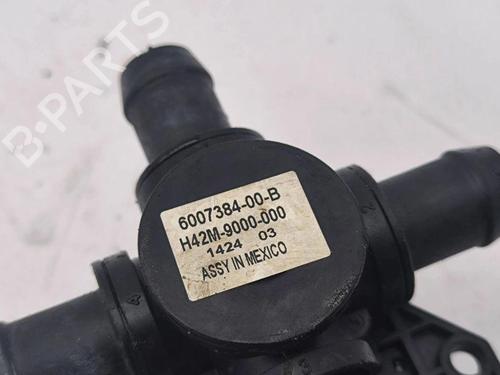 B-PARTS
6007384-00-B
H42M-9000-000
1424 03
ASSY IN MEXICO